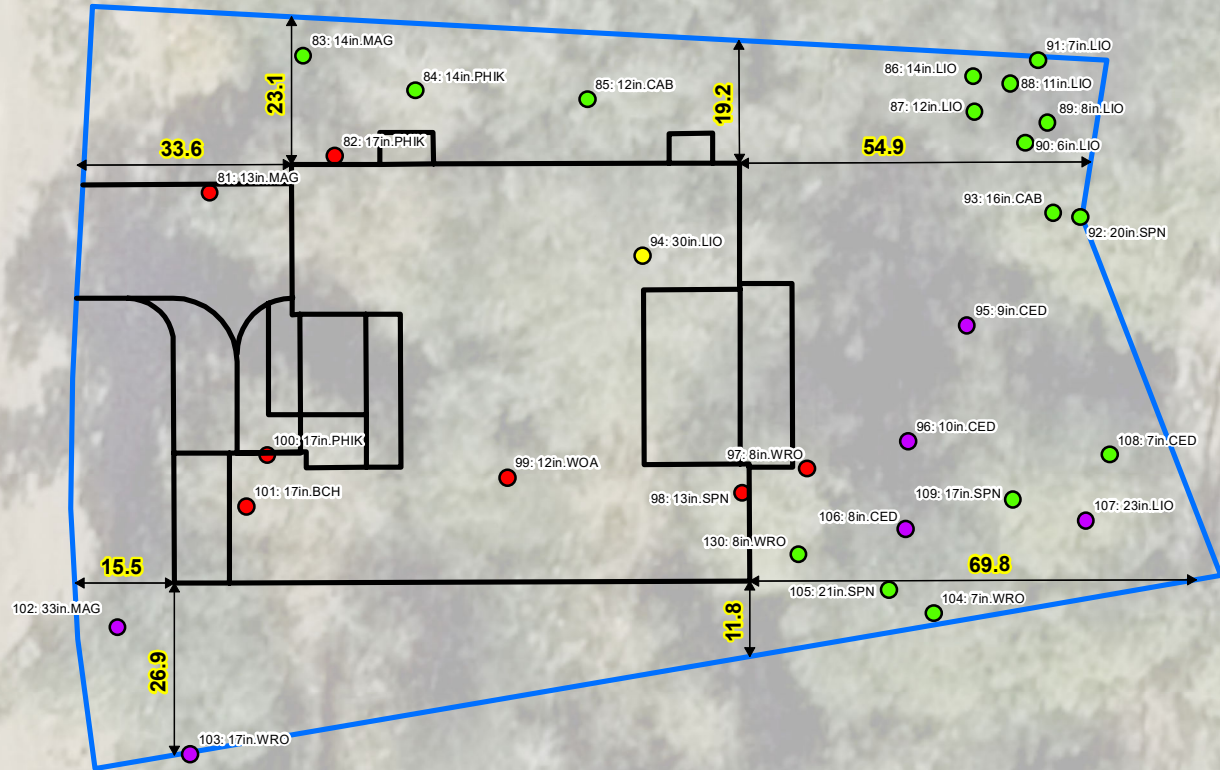 83: 14in.MAG
91: 7in.LIO
86: 14in.LIO
84: 14in.PHIK
88: 11in.LIO
85: 12in.CAB
23.1
19.2
87: 12in.LIO
89: 8in.LIO
82: 17in.PHIK
90: 6in.LIO
33.6
54.9
81: 13in.MAG
93: 16in.CAB
92: 20in.SPN
94: 30in.LIO
95: 9in.CED
96: 10in.CED
100: 17in.PHIK
108: 7in.CED
97: 8in.WRO
99: 12in.WOA
101: 17in.BCH
109: 17in.SPN
98: 13in.SPN
107: 23in.LIO
106: 8in.CED
130: 8in.WRO
15.5
69.8
105: 21in.SPN
104: 7in.WRO
102: 33in.MAG
11.8
26.9
103: 17in.WRO